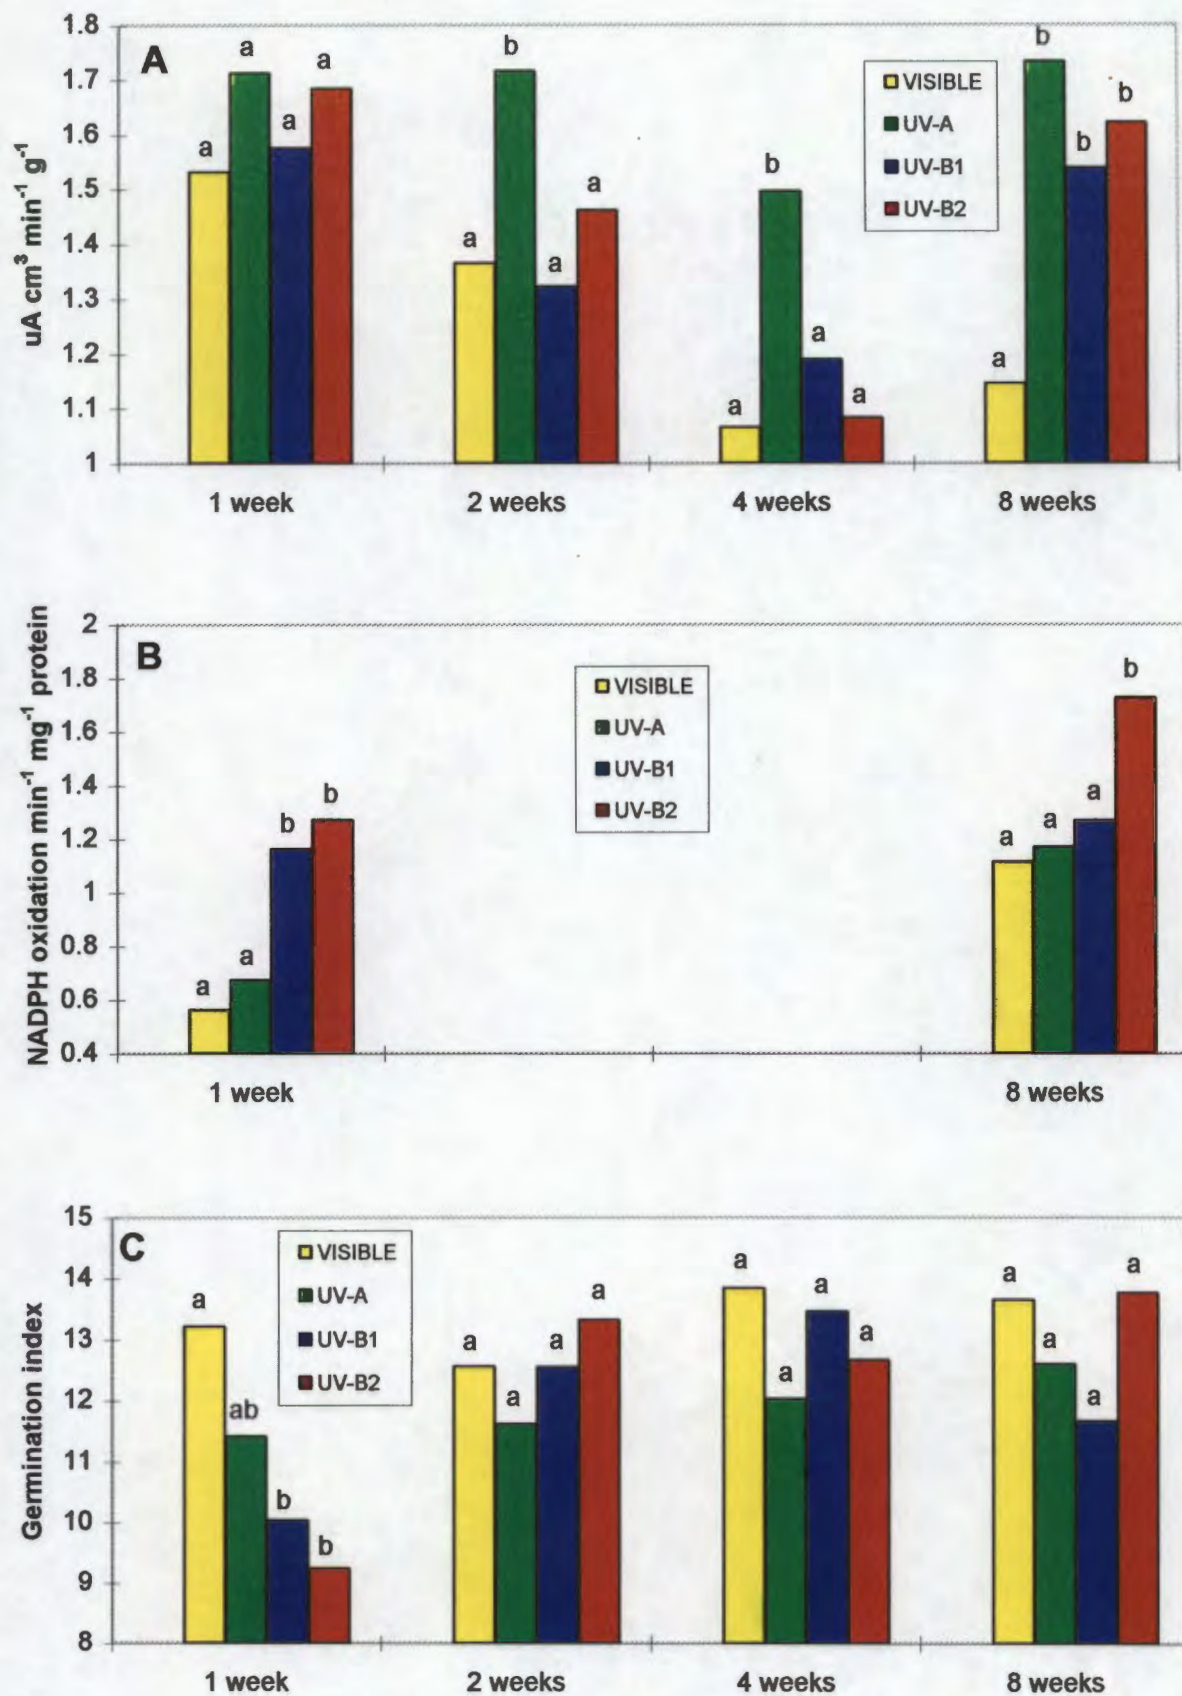 A
uA cm³ min⁻¹ g⁻¹
1.8
1.7
1.6
1.5
1.4
1.3
1.2
1.1
1
a
a
a
a
a
b
a
a
a
b
a
a
a
b
b
b
VISIBLE
UV-A
UV-B1
UV-B2
1 week 2 weeks 4 weeks 8 weeks
B
NADPH oxidation min⁻¹ mg⁻¹ protein
2
1.8
1.6
1.4
1.2
1
0.8
0.6
0.4
a
a
b
b
a
a
a
b
VISIBLE
UV-A
UV-B1
UV-B2
1 week 8 weeks
C
Germination index
15
14
13
12
11
10
9
8
a
ab
b
b
a
a
a
a
a
a
a
a
a
a
a
a
VISIBLE
UV-A
UV-B1
UV-B2
1 week 2 weeks 4 weeks 8 weeks